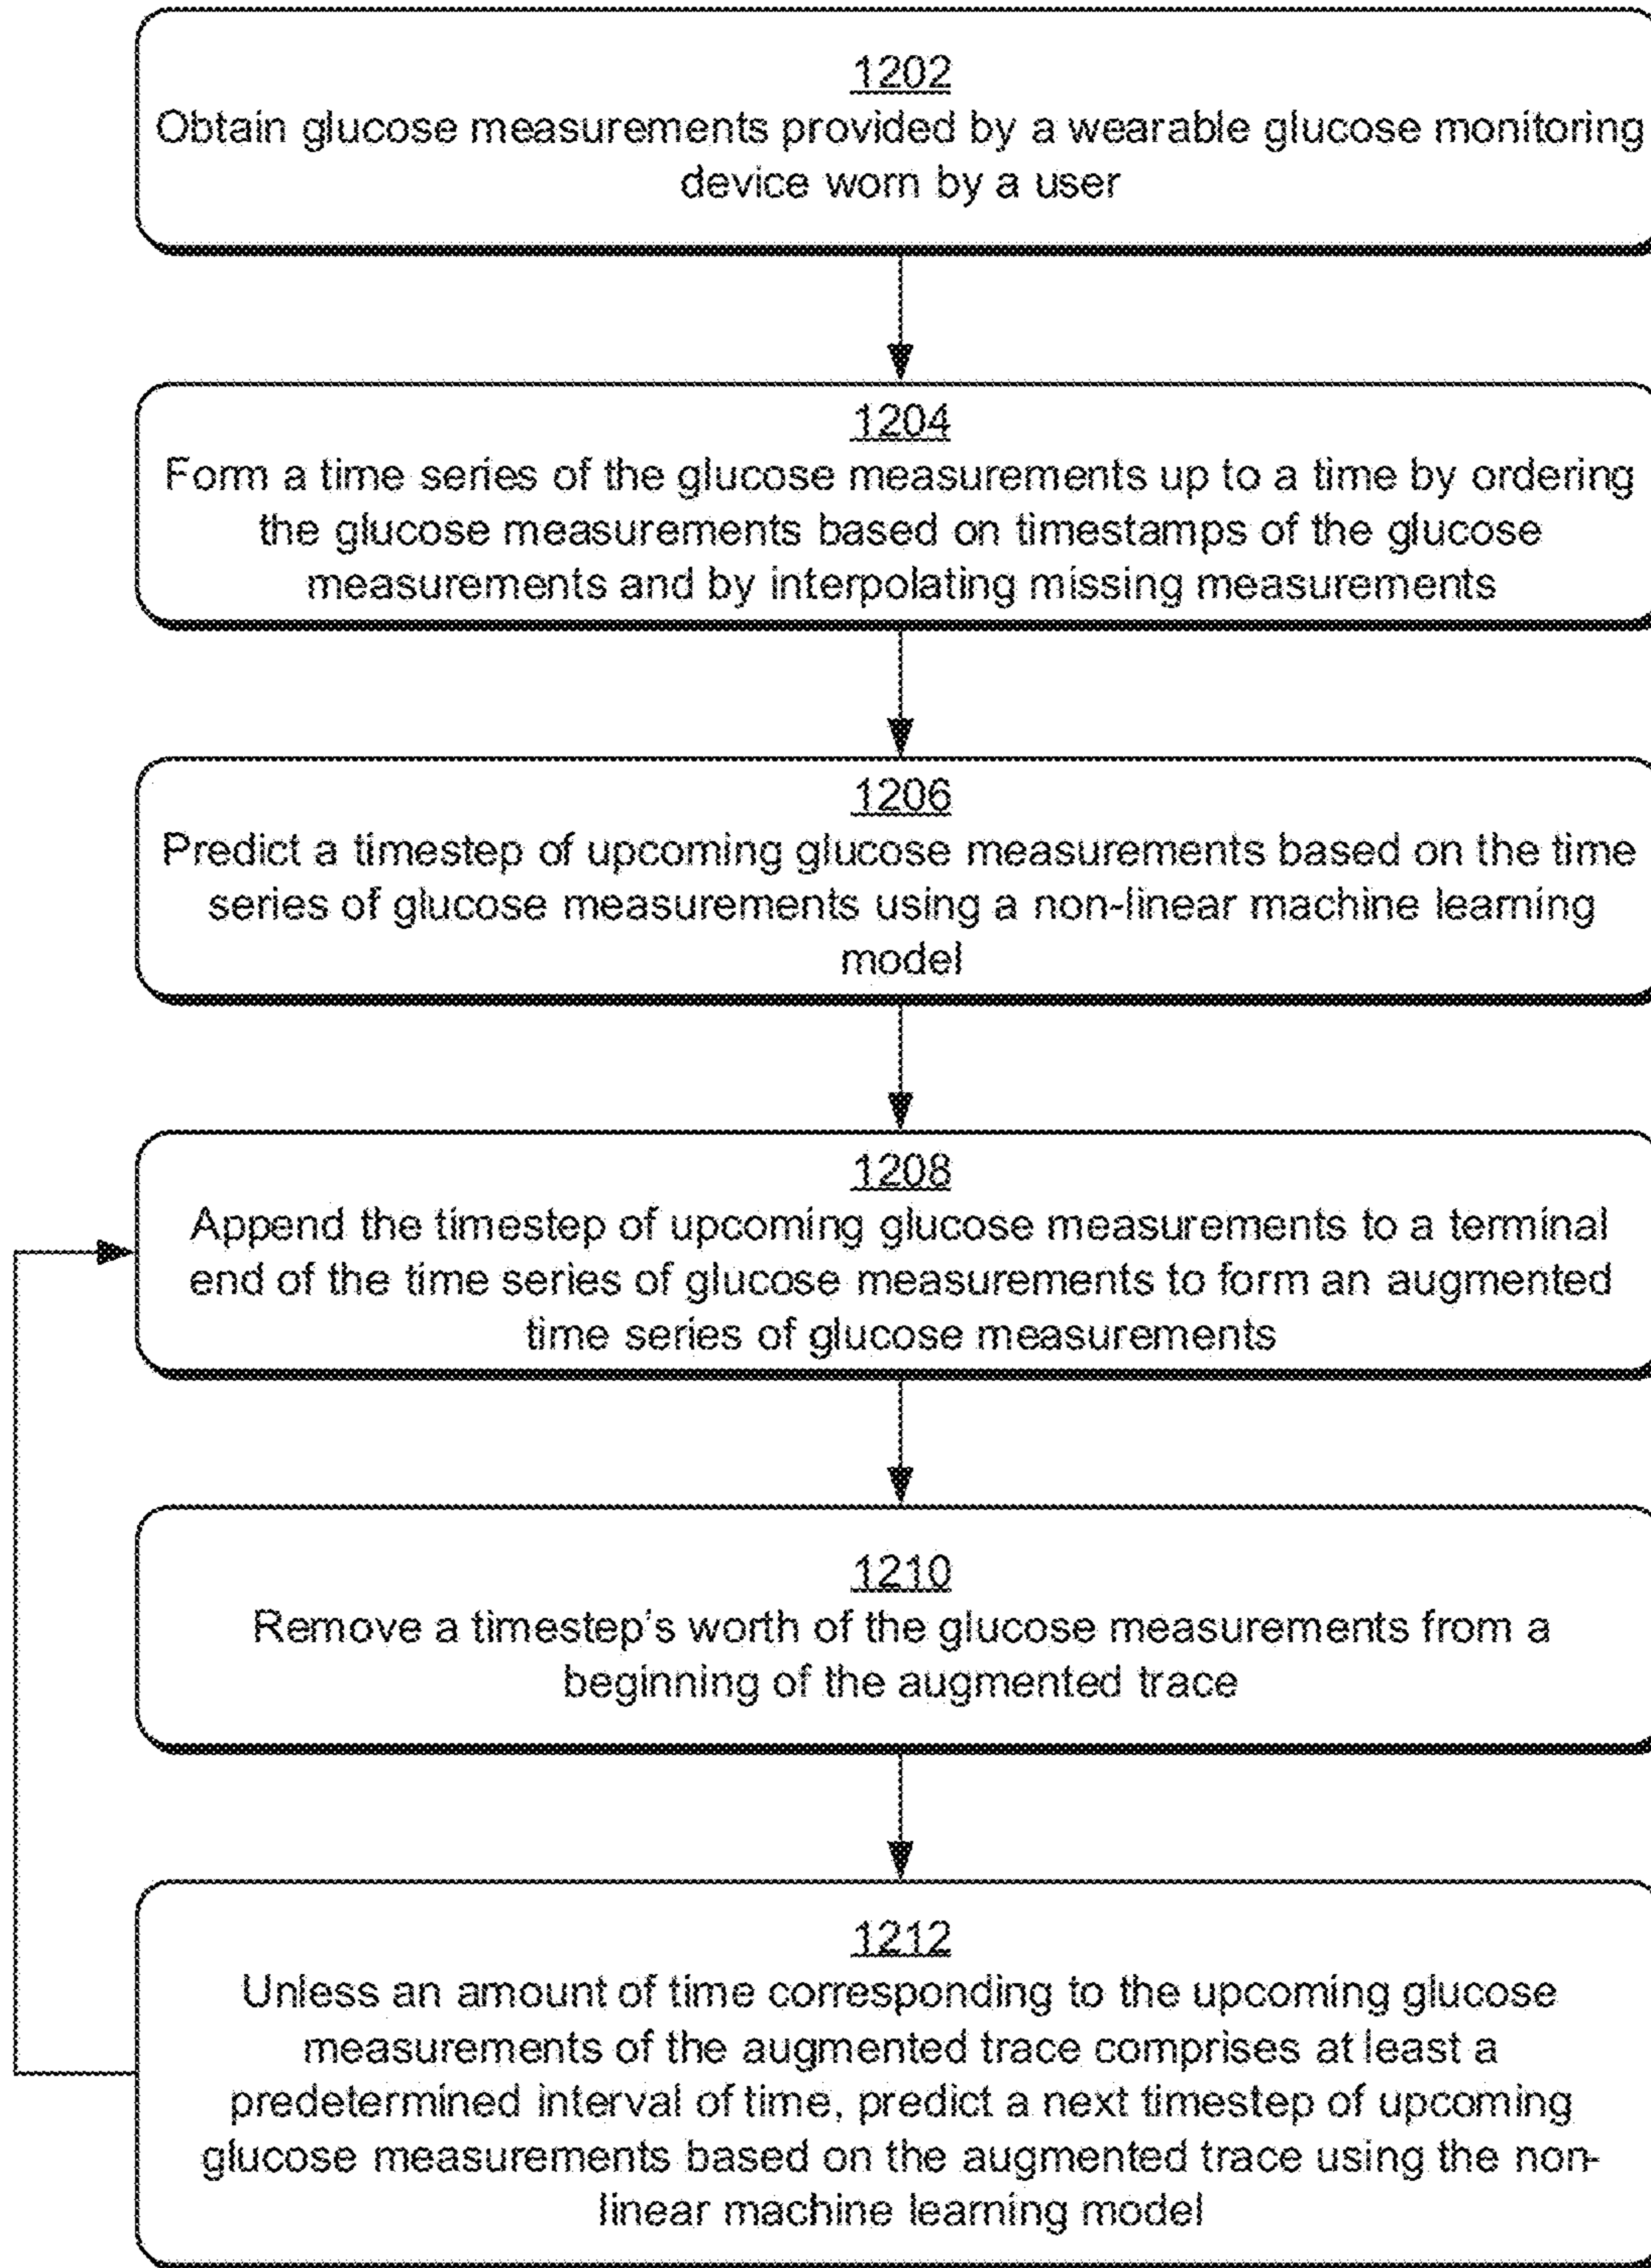 1202
Obtain glucose measurements provided by a wearable glucose monitoring
device worn by a user
1204
Form a time series of the glucose measurements up to a time by ordering
the glucose measurements based on timestamps of the glucose
measurements and by interpolating missing measurements
1206
Predict a timestep of upcoming glucose measurements based on the time
series of glucose measurements using a non-linear machine learning
model
1208
Append the timestep of upcoming glucose measurements to a terminal
end of the time series of glucose measurements to form an augmented
time series of glucose measurements
1210
Remove a timestep's worth of the glucose measurements from a
beginning of the augmented trace
1212
Unless an amount of time corresponding to the upcoming glucose
measurements of the augmented trace comprises at least a
predetermined interval of time, predict a next timestep of upcoming
glucose measurements based on the augmented trace using the non-
linear machine learning model